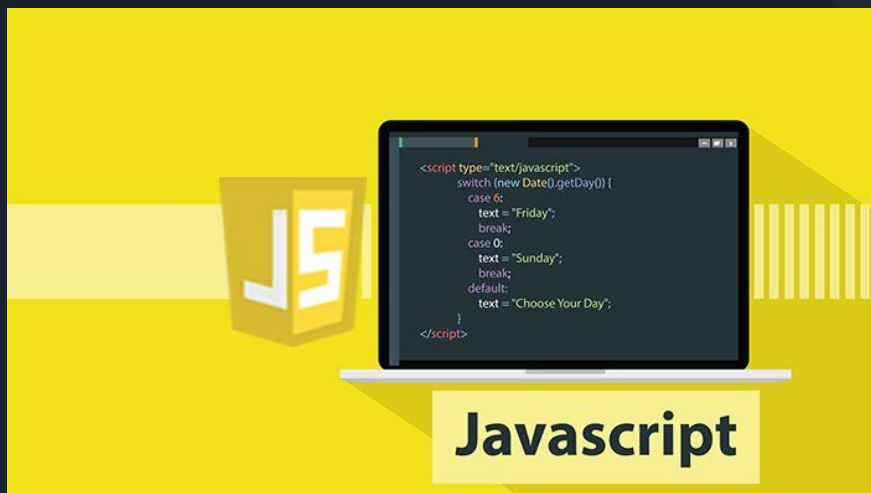 JS
<script type="text/javascript">
switch (new Date().getDay()) {
case 6:
text = "Friday";
break;
case 0:
text = "Sunday";
break;
default:
text = "Choose Your Day";
}
</script>
Javascript